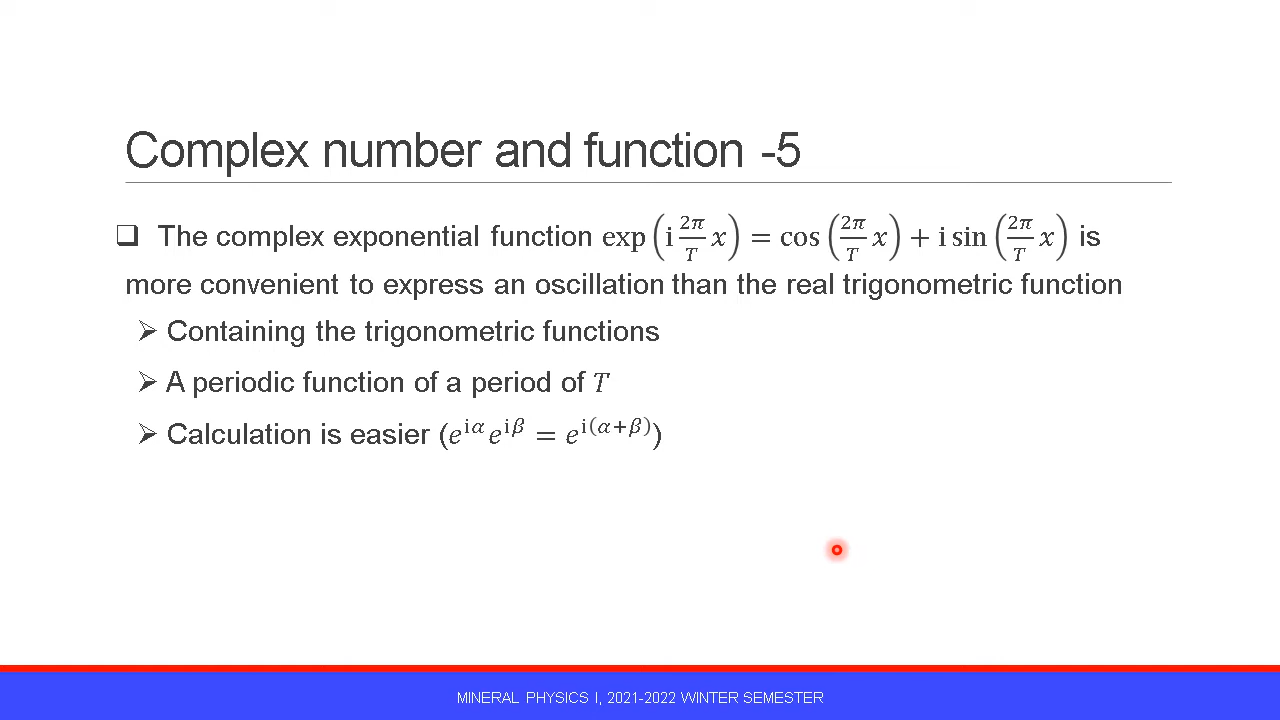 Complex number and function -5
❑ The complex exponential function exp(i 2π/T x) = cos(2π/T x) + i sin(2π/T x) is
more convenient to express an oscillation than the real trigonometric function
➢ Containing the trigonometric functions
➢ A periodic function of a period of T
➢ Calculation is easier (e^{iα} e^{iβ} = e^{i(α+β)})
MINERAL PHYSICS I, 2021-2022 WINTER SEMESTER